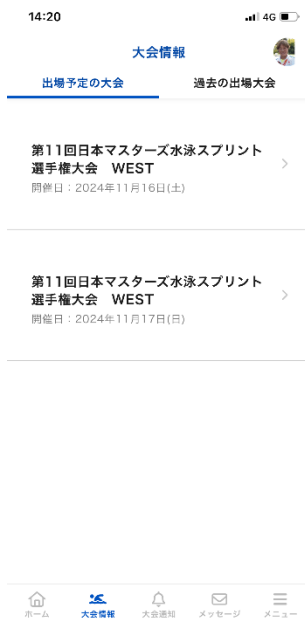 14:20
4G
大会情報
出場予定の大会
過去の出場大会
第11回日本マスターズ水泳スプリント
選手権大会　WEST
開催日：2024年11月16日(土)
第11回日本マスターズ水泳スプリント
選手権大会　WEST
開催日：2024年11月17日(日)
ホーム
大会情報
大会通知
メッセージ
メニュー